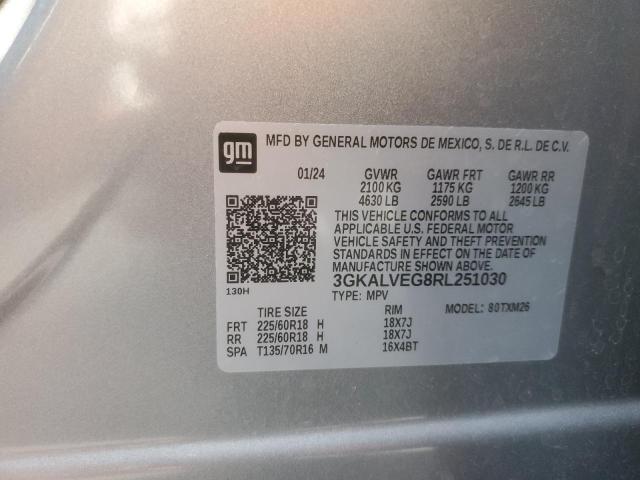 gm
MFD BY GENERAL MOTORS DE MEXICO, S. DE R.L. DE C.V.
01/24 GVWR GAWR FRT GAWR RR
2100 KG 1175 KG 1200 KG
4630 LB 2590 LB 2645 LB
THIS VEHICLE CONFORMS TO ALL
APPLICABLE U.S. FEDERAL MOTOR
VEHICLE SAFETY AND THEFT PREVENTION
STANDARDS IN EFFECT ON THE DATE OF
MANUFACTURE SHOWN ABOVE.
3GKALVEG8RL251030
130H
TYPE: MPV MODEL: 80TXM26
TIRE SIZE RIM
FRT 225/60R18 H 18X7J
RR 225/60R18 H 18X7J
SPA T135/70R16 M 16X4BT